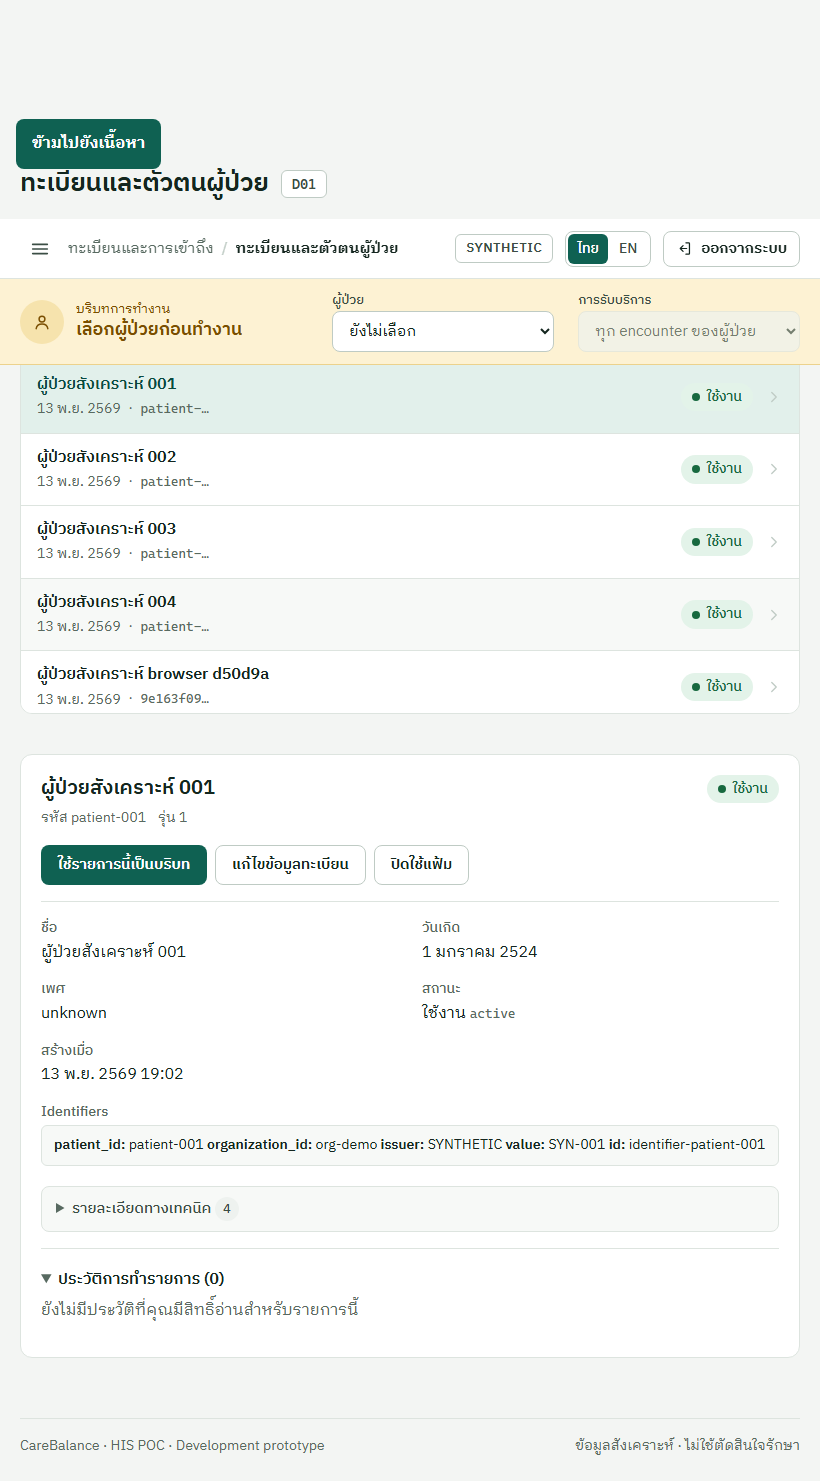 ข้ามไปยังเนื้อหา
ทะเบียนและตัวตนผู้ป่วย D01
ทะเบียนและการเข้าถึง / ทะเบียนและตัวตนผู้ป่วย SYNTHETIC ไทย EN ออกจากระบบ
บริบทการทำงาน
เลือกผู้ป่วยก่อนทำงาน
ผู้ป่วย
ยังไม่เลือก
การรับบริการ
ทุก encounter ของผู้ป่วย
ผู้ป่วยสังเคราะห์ 001
13 พ.ย. 2569 · patient-… ใช้งาน
ผู้ป่วยสังเคราะห์ 002
13 พ.ย. 2569 · patient-… ใช้งาน
ผู้ป่วยสังเคราะห์ 003
13 พ.ย. 2569 · patient-… ใช้งาน
ผู้ป่วยสังเคราะห์ 004
13 พ.ย. 2569 · patient-… ใช้งาน
ผู้ป่วยสังเคราะห์ browser d50d9a
13 พ.ย. 2569 · 9e163f09… ใช้งาน
ผู้ป่วยสังเคราะห์ 001 ใช้งาน
รหัส patient-001 รุ่น 1
ใช้รายการนี้เป็นบริบท แก้ไขข้อมูลทะเบียน ปิดใช้แฟ้ม
ชื่อ
ผู้ป่วยสังเคราะห์ 001
วันเกิด
1 มกราคม 2524
เพศ
unknown
สถานะ
ใช้งาน active
สร้างเมื่อ
13 พ.ย. 2569 19:02
Identifiers
patient_id: patient-001 organization_id: org-demo issuer: SYNTHETIC value: SYN-001 id: identifier-patient-001
รายละเอียดทางเทคนิค 4
ประวัติการทำรายการ (0)
ยังไม่มีประวัติที่คุณมีสิทธิ์อ่านสำหรับรายการนี้
CareBalance · HIS POC · Development prototype
ข้อมูลสังเคราะห์ · ไม่ใช้ตัดสินใจรักษา